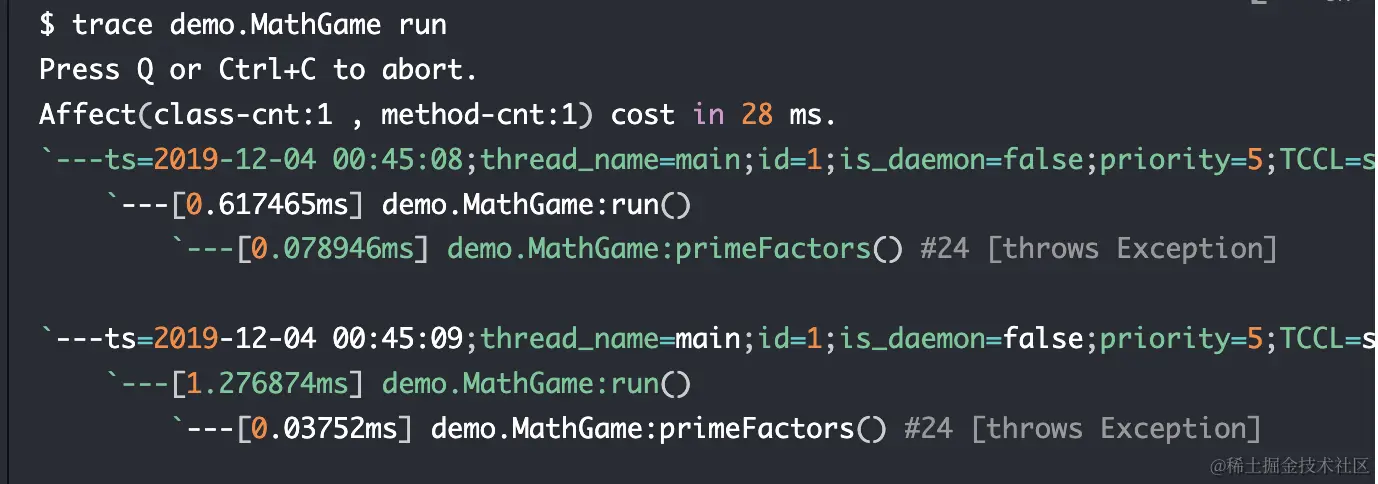 $ trace demo.MathGame run
Press Q or Ctrl+C to abort.
Affect(class-cnt:1 , method-cnt:1) cost in 28 ms.
`---ts=2019-12-04 00:45:08;thread_name=main;id=1;is_daemon=false;priority=5;TCCL=s
    `---[0.617465ms] demo.MathGame:run()
        `---[0.078946ms] demo.MathGame:primeFactors() #24 [throws Exception]
`---ts=2019-12-04 00:45:09;thread_name=main;id=1;is_daemon=false;priority=5;TCCL=s
    `---[1.276874ms] demo.MathGame:run()
        `---[0.03752ms] demo.MathGame:primeFactors() #24 [throws Exception]
@稀土掘金技术社区